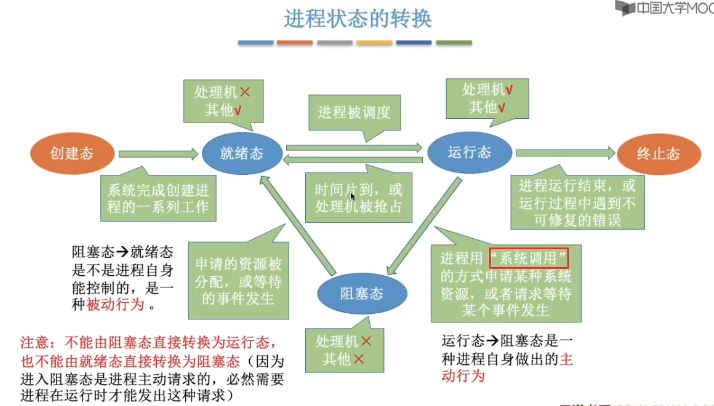 进程状态的转换
中国大学MOO
处理机×
其他√
处理机√
其他√
进程被调度
创建态
就绪态
运行态
终止态
系统完成创建进
程的一系列工作
时间片到，或
处理机被抢占
进程运行结束，或
运行过程中遇到不
可修复的错误
阻塞态→就绪态
是不是进程自身
能控制的，是一
种被动行为。
申请的资源被
分配，或等待
的事件发生
进程用“系统调用”
的方式申请某种系统
资源，或者请求等待
某个事件发生
阻塞态
处理机×
其他×
运行态→阻塞态是一
种进程自身做出的主
动行为
注意：不能由阻塞态直接转换为运行态，
也不能由就绪态直接转换为阻塞态（因为
进入阻塞态是进程主动请求的，必然需要
进程在运行时才能发出这种请求）